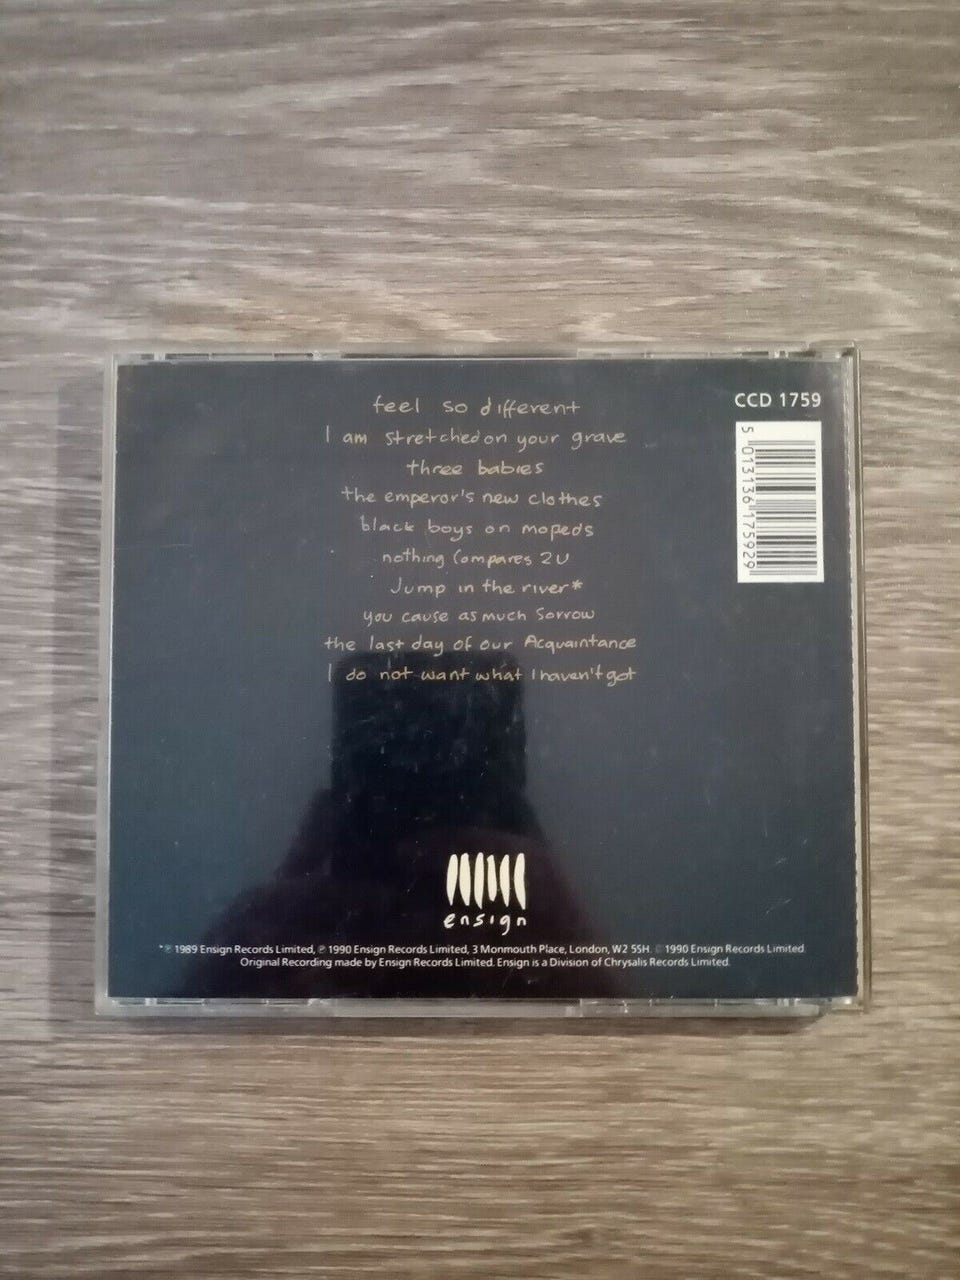 feel so different
I am stretched on your grave
three babies
the emperor's new clothes
black boys on mopeds
nothing Compares 2U
Jump in the river*
you cause as much Sorrow
the last day of our Acquaintance
I do not want what I haven't got
CCD 1759
5 013136 175929
ensign
*℗ 1989 Ensign Records Limited, ℗ 1990 Ensign Records Limited, 3 Monmouth Place, London, W2 5SH. © 1990 Ensign Records Limited.
Original Recording made by Ensign Records Limited. Ensign is a Division of Chrysalis Records Limited.